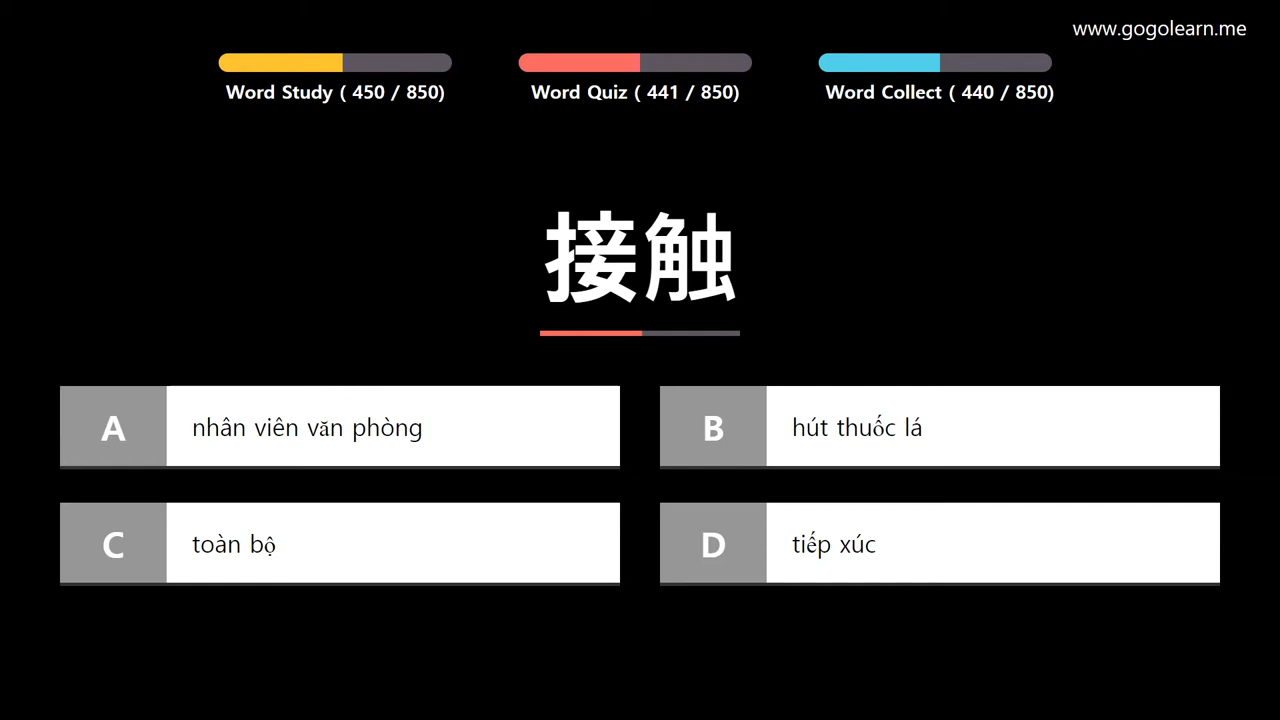 www.gogolearn.me
Word Study ( 450 / 850)
Word Quiz ( 441 / 850)
Word Collect ( 440 / 850)
接触
A
nhân viên văn phòng
B
hút thuốc lá
C
toàn bộ
D
tiếp xúc